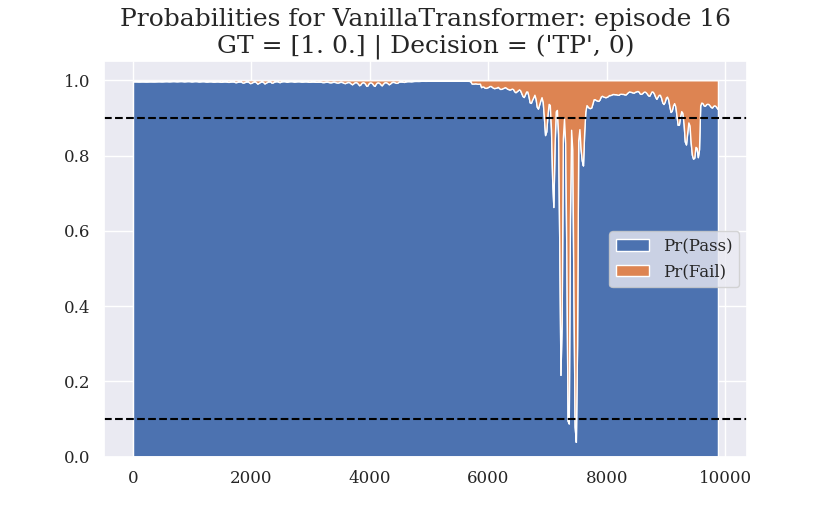 Probabilities for VanillaTransformer: episode 16
GT = [1. 0.] | Decision = ('TP', 0)
1.0
0.8
0.6
0.4
0.2
0.0
Pr(Pass)
Pr(Fail)
0 2000 4000 6000 8000 10000